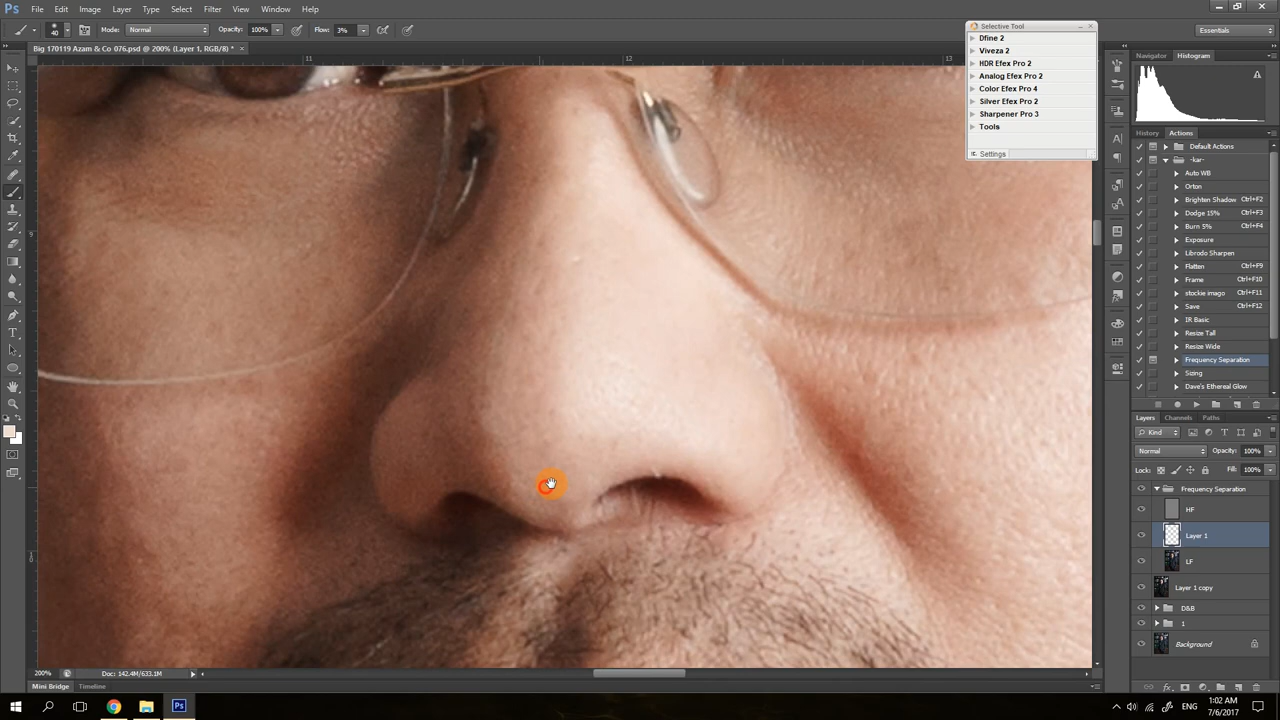 Ps File Edit Image Layer Type Select Filter View Window Help
40 Mode: Normal Opacity: 100% Flow: 3% Essentials
Big 170119 Azam & Co 076.psd @ 200% (Layer 1, RGB/8) *
11 12 13
9
Selective Tool
Dfine 2
Viveza 2
HDR Efex Pro 2
Analog Efex Pro 2
Color Efex Pro 4
Silver Efex Pro 2
Sharpener Pro 3
Tools
Settings
Navigator Histogram
History Actions
Default Actions
-kar-
Auto WB
Orton
Brighten Shadow Ctrl+F2
Dodge 15% Ctrl+F3
Burn 5% Ctrl+F4
Exposure
Librodo Sharpen
Flatten Ctrl+F9
Frame Ctrl+F10
stockie imago Ctrl+F11
Save Ctrl+F12
IR Basic
Resize Tall
Resize Wide
Frequency Separation
Sizing
Dave's Ethereal Glow
Layers Channels Paths
Kind
Normal Opacity: 100%
Lock: Fill: 100%
Frequency Separation
HF
Layer 1
LF
Layer 1 copy
D&B
1
Background
200% Doc: 142.4M/633.1M
Mini Bridge Timeline
Ps ENG 1:02 AM
7/6/2017